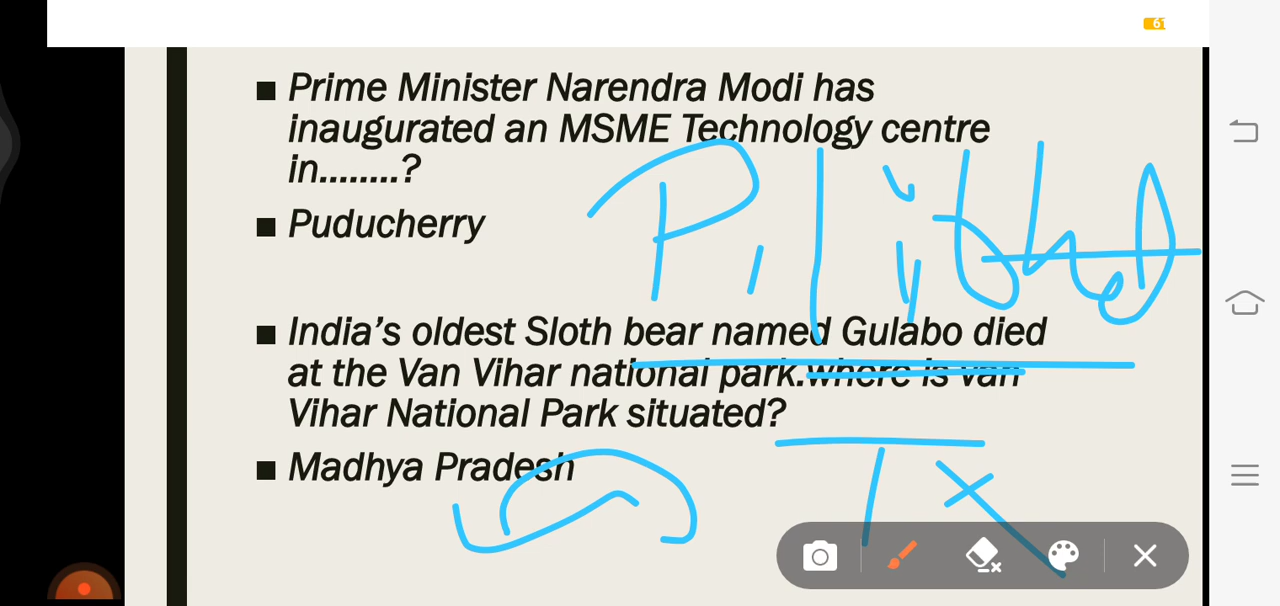 61
Prime Minister Narendra Modi has
inaugurated an MSME Technology centre
in........?
Puducherry
India's oldest Sloth bear named Gulabo died
at the Van Vihar national park.where is van
Vihar National Park situated?
Madhya Pradesh